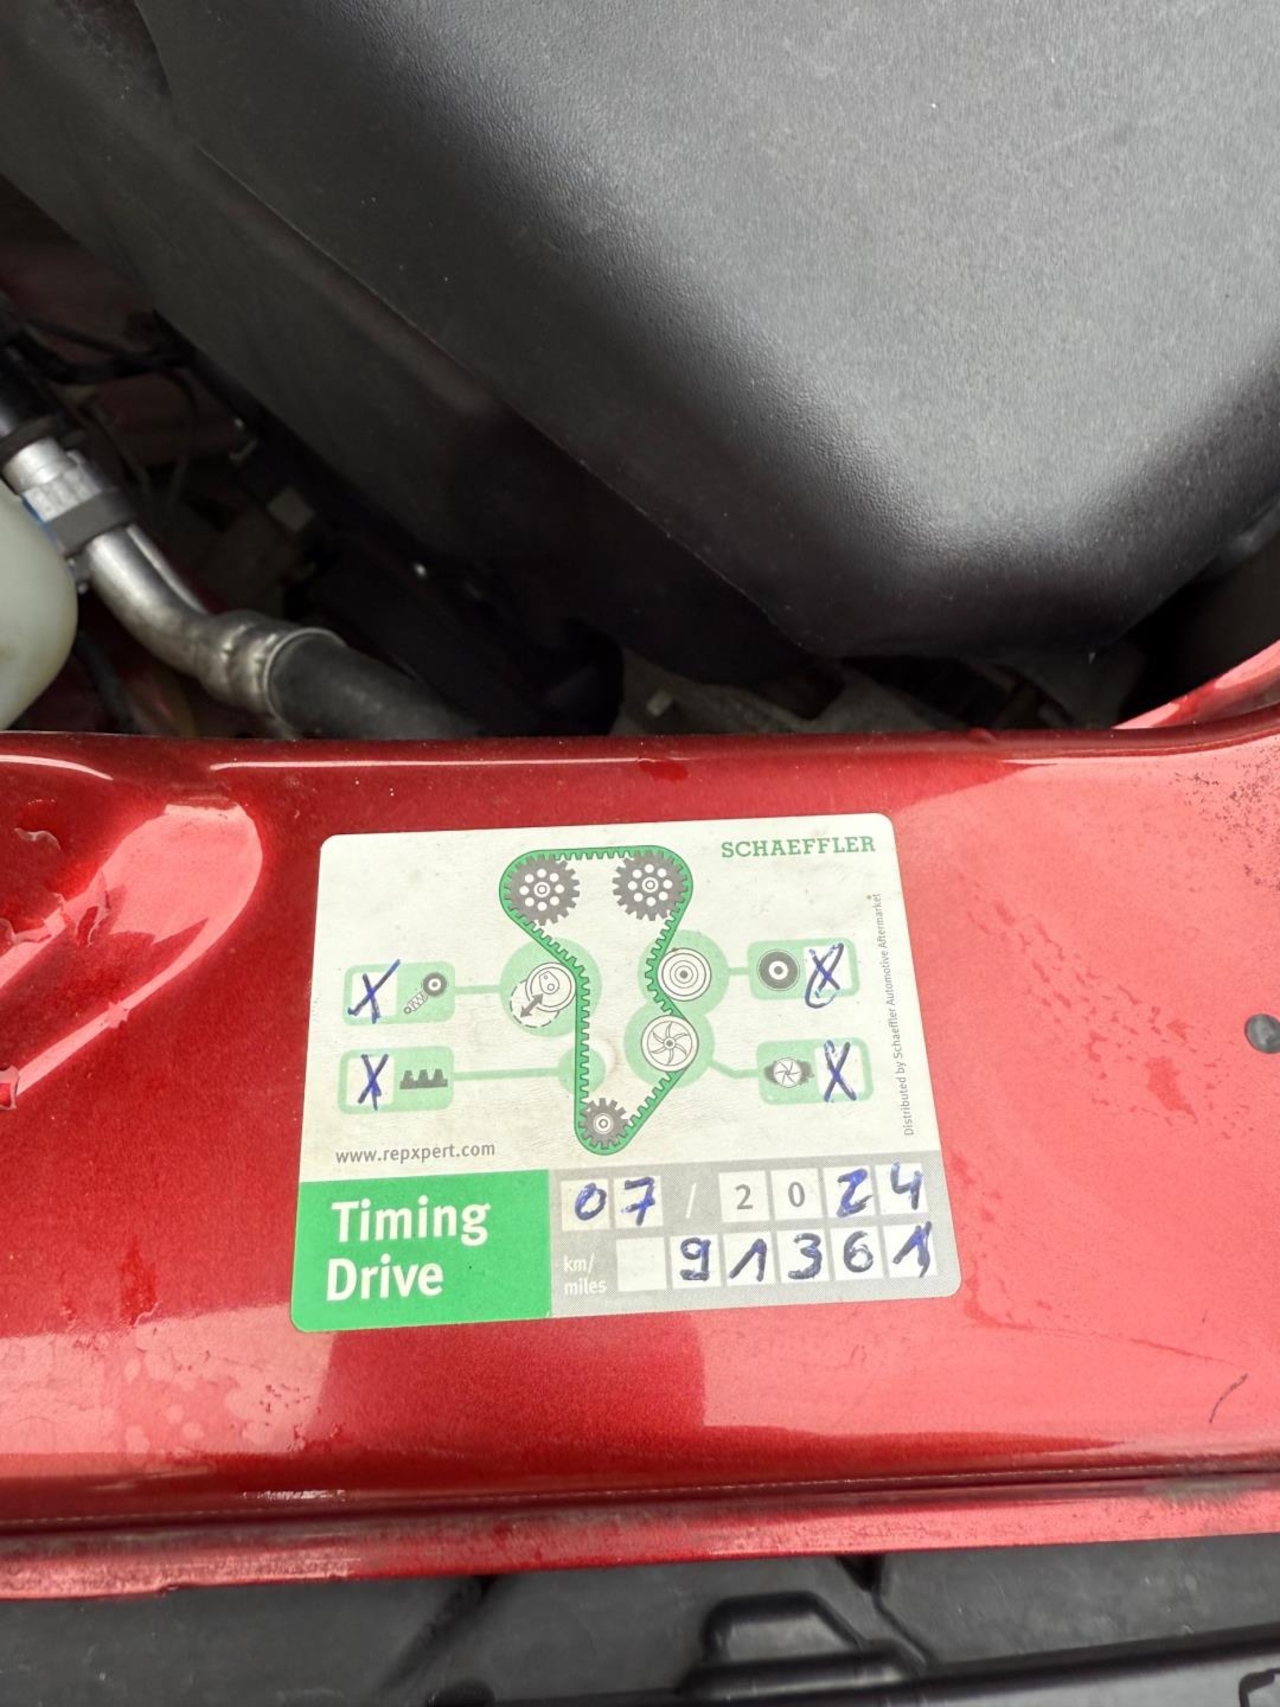 SCHAEFFLER
Distributed by Schaeffler Automotive Aftermarket
X
X
X
X
www.repxpert.com
Timing
Drive
07 / 2024
km/
miles
91361